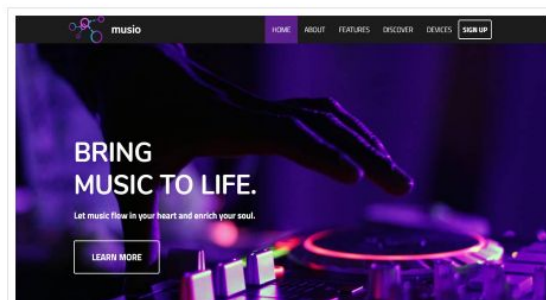 musio
HOME ABOUT FEATURES DISCOVER DEVICES SIGN UP
BRING
MUSIC TO LIFE.
Let music flow in your heart and enrich your soul.
LEARN MORE